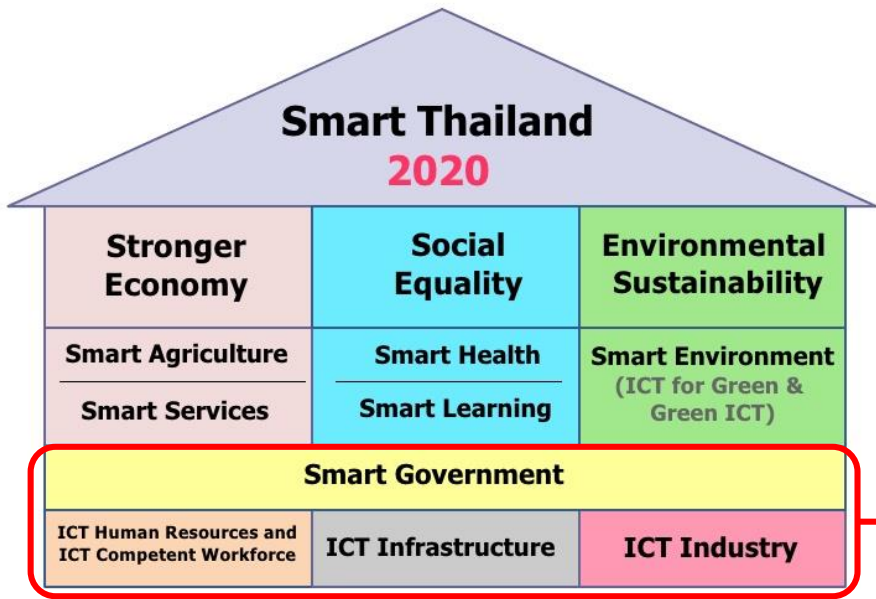 Smart Thailand
2020
Stronger
Economy
Social
Equality
Environmental
Sustainability
Smart Agriculture
Smart Services
Smart Health
Smart Learning
Smart Environment
(ICT for Green &
Green ICT)
Smart Government
ICT Human Resources and
ICT Competent Workforce
ICT Infrastructure
ICT Industry